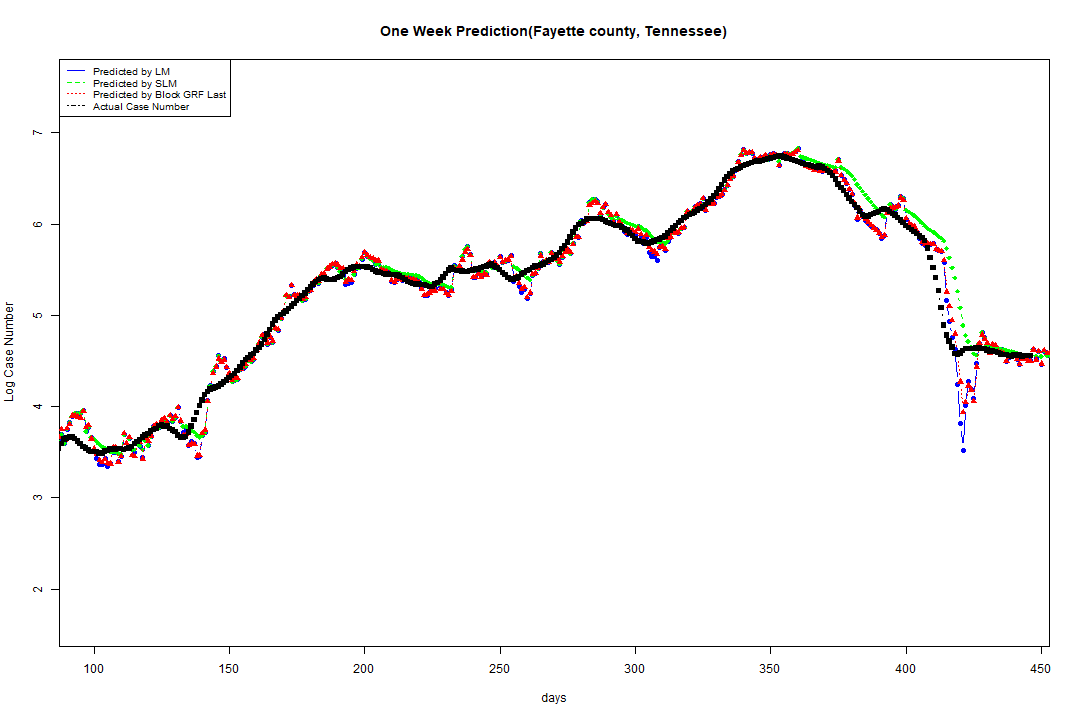 One Week Prediction(Fayette county, Tennessee)
Predicted by LM
Predicted by SLM
Predicted by Block GRF Last
Actual Case Number
7
6
5
4
3
2
Log Case Number
100 150 200 250 300 350 400 450
days